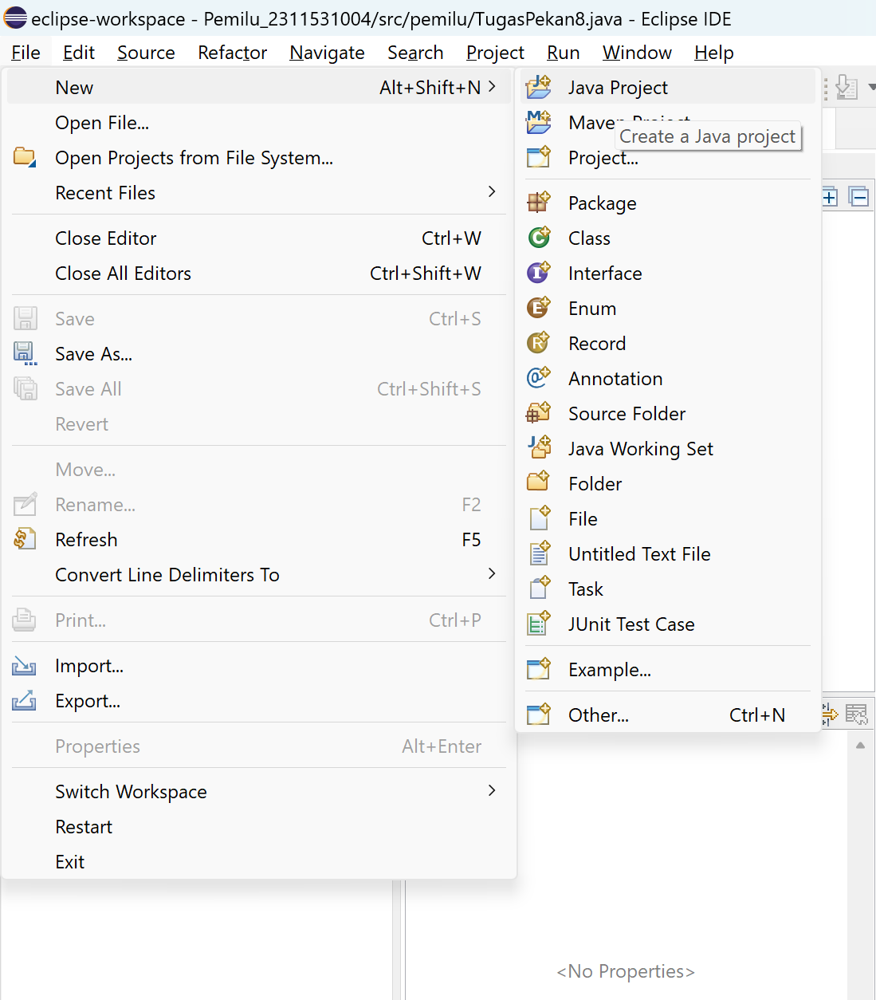 eclipse-workspace - Pemilu_2311531004/src/pemilu/TugasPekan8.java - Eclipse IDE
File Edit Source Refactor Navigate Search Project Run Window Help
New Alt+Shift+N
Open File...
Open Projects from File System...
Recent Files
Close Editor Ctrl+W
Close All Editors Ctrl+Shift+W
Save Ctrl+S
Save As...
Save All Ctrl+Shift+S
Revert
Move...
Rename... F2
Refresh F5
Convert Line Delimiters To
Print... Ctrl+P
Import...
Export...
Properties Alt+Enter
Switch Workspace
Restart
Exit
Java Project
Maven Project
Create a Java project
Project...
Package
Class
Interface
Enum
Record
Annotation
Source Folder
Java Working Set
Folder
File
Untitled Text File
Task
JUnit Test Case
Example...
Other... Ctrl+N
<No Properties>